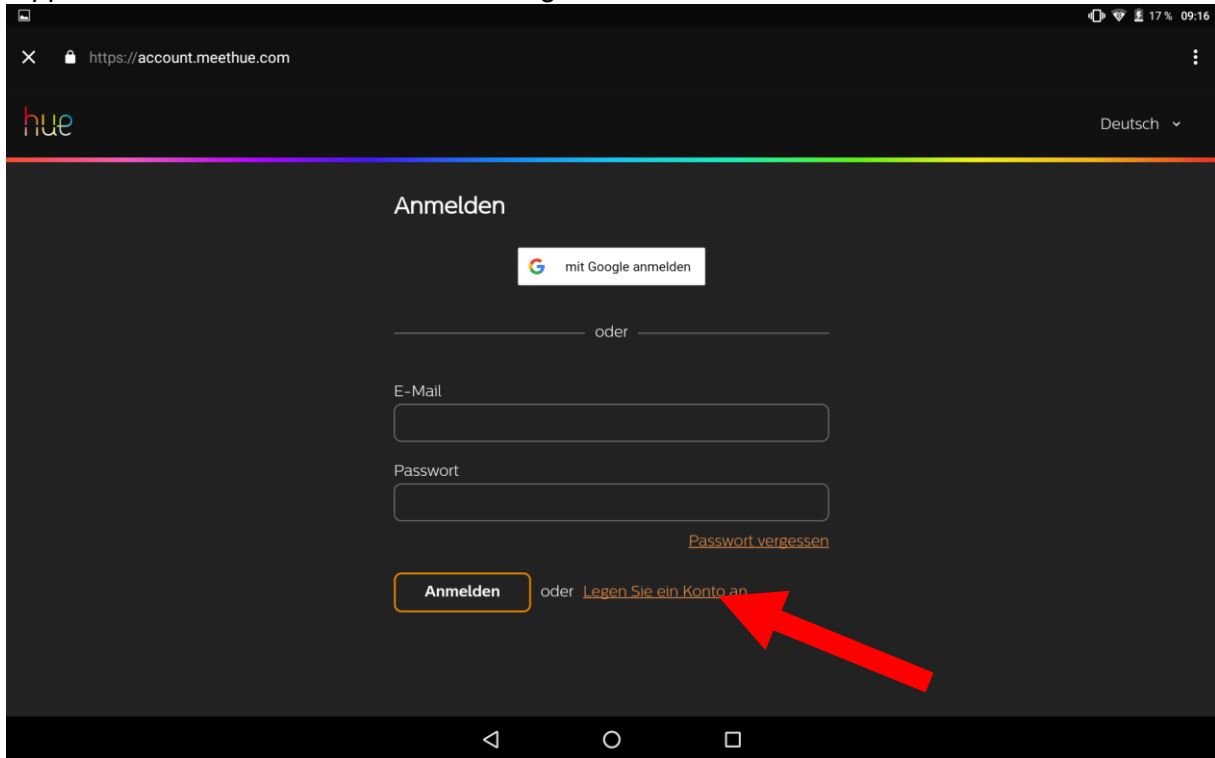 17 % 09:16
https://account.meethue.com
hue
Deutsch
Anmelden
mit Google anmelden
oder
E-Mail
Passwort
Passwort vergessen
Anmelden oder Legen Sie ein Konto an